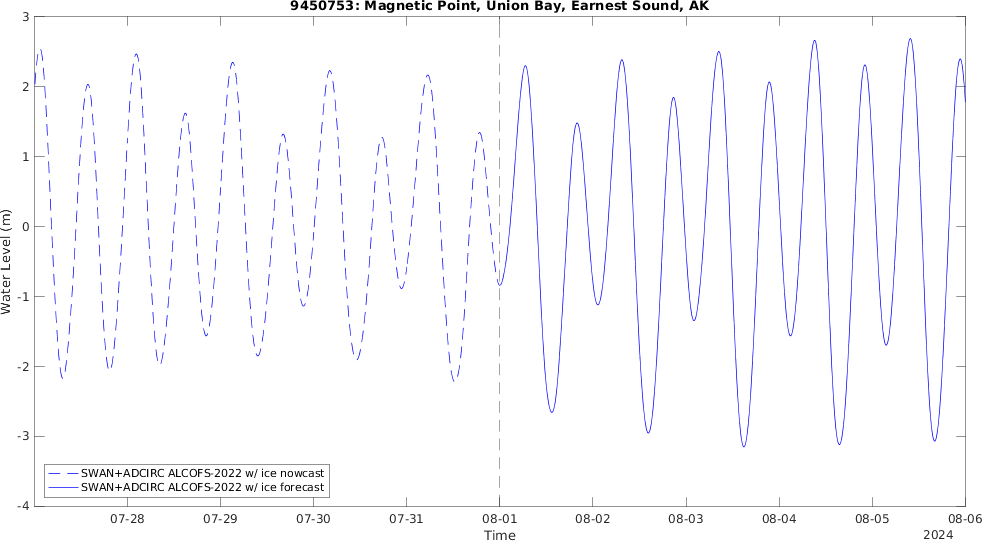 9450753: Magnetic Point, Union Bay, Earnest Sound, AK
3
2
1
0
-1
-2
-3
-4
Water Level (m)
SWAN+ADCIRC ALCOFS-2022 w/ ice nowcast
SWAN+ADCIRC ALCOFS-2022 w/ ice forecast
07-28 07-29 07-30 07-31 08-01 08-02 08-03 08-04 08-05 08-06
Time
2024